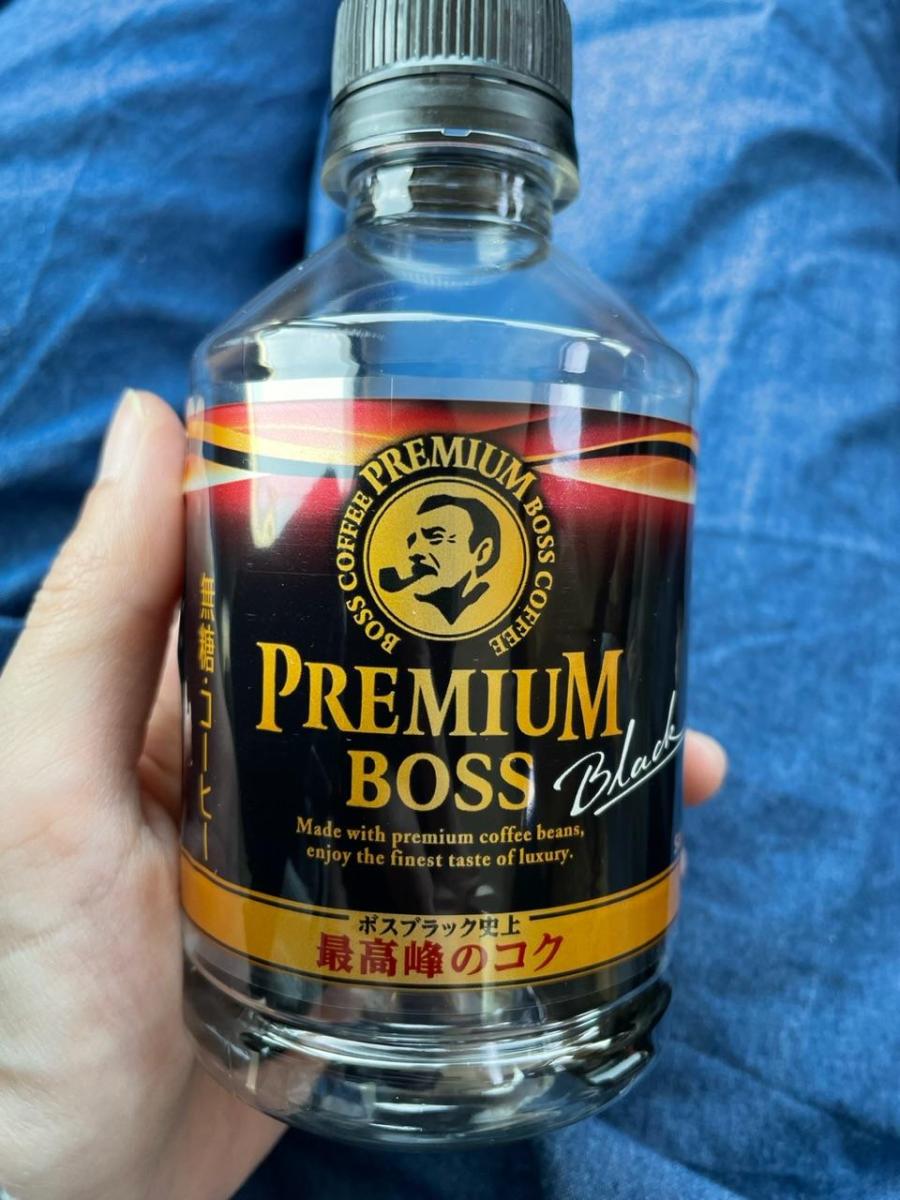 BOSS COFFEE PREMIUM BOSS COFFEE
PREMIUM
BOSS
Black
Made with premium coffee beans,
enjoy the finest taste of luxury.
ボスブラック史上
最高峰のコク
無糖・コーヒー